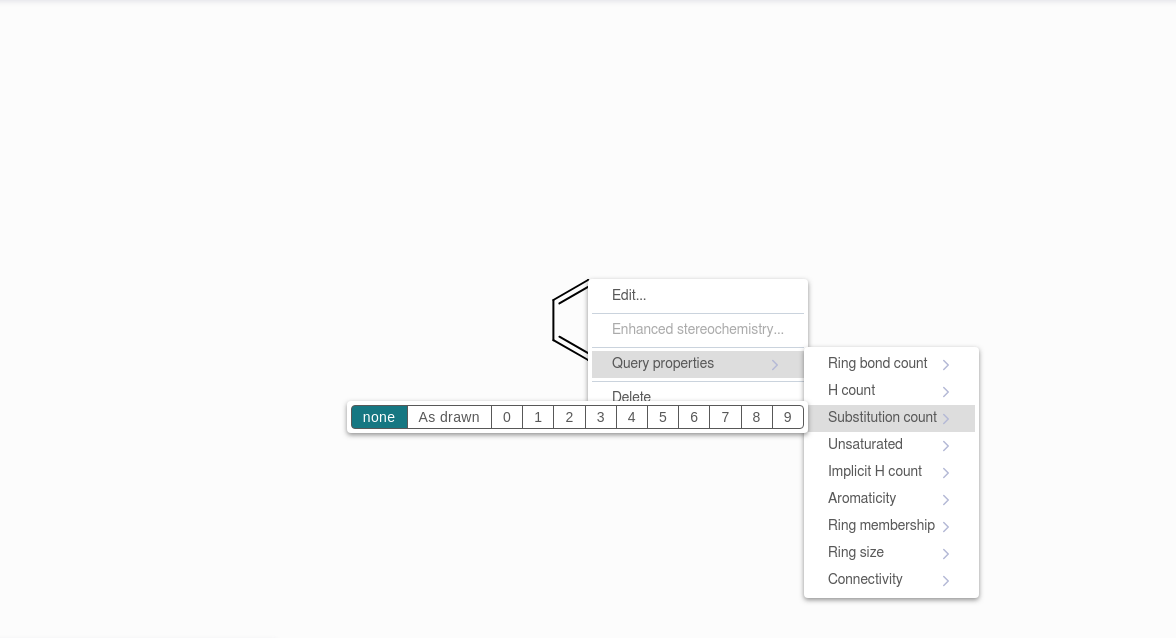 Edit...
Enhanced stereochemistry...
Query properties
Delete
Ring bond count
H count
Substitution count
Unsaturated
Implicit H count
Aromaticity
Ring membership
Ring size
Connectivity
none As drawn 0 1 2 3 4 5 6 7 8 9